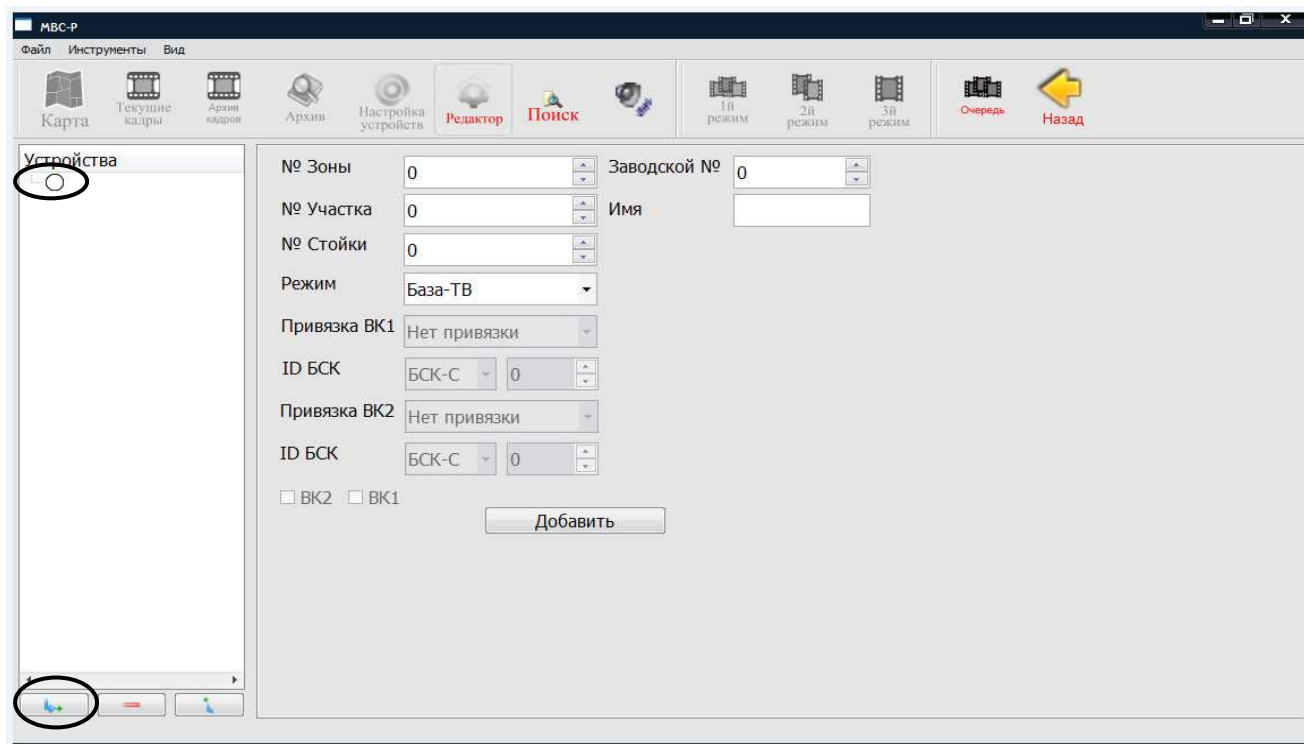 МВС-Р
Файл Инструменты Вид
Карта
Текущие кадры
Архив кадров
Архив
Настройка устройств
Редактор
Поиск
1й режим
2й режим
3й режим
Очередь
Назад
Устройства
№ Зоны 0 Заводской № 0
№ Участка 0 Имя
№ Стойки 0
Режим База-ТВ
Привязка ВК1 Нет привязки
ID БСК БСК-С 0
Привязка ВК2 Нет привязки
ID БСК БСК-С 0
ВК2 ВК1
Добавить